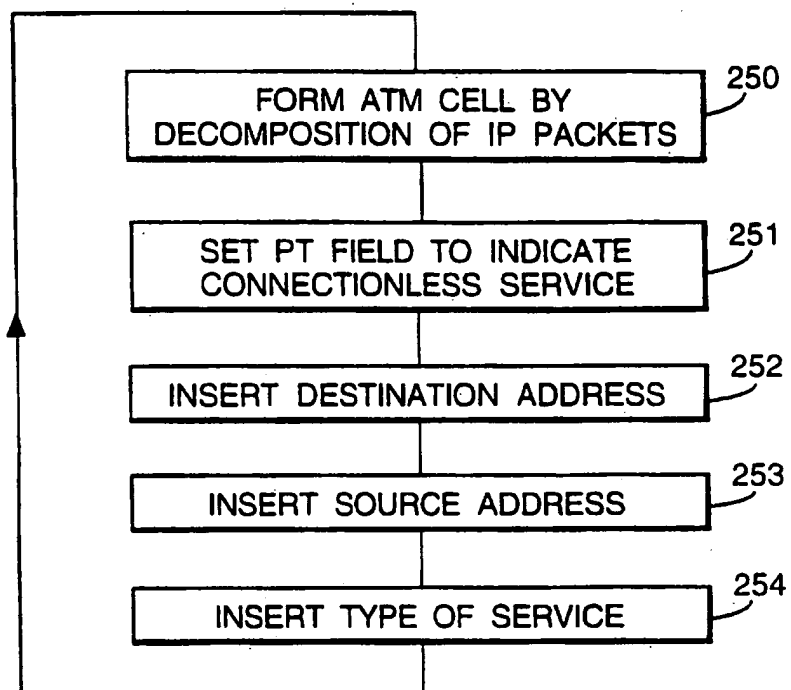 250
FORM ATM CELL BY
DECOMPOSITION OF IP PACKETS
251
SET PT FIELD TO INDICATE
CONNECTIONLESS SERVICE
252
INSERT DESTINATION ADDRESS
253
INSERT SOURCE ADDRESS
254
INSERT TYPE OF SERVICE